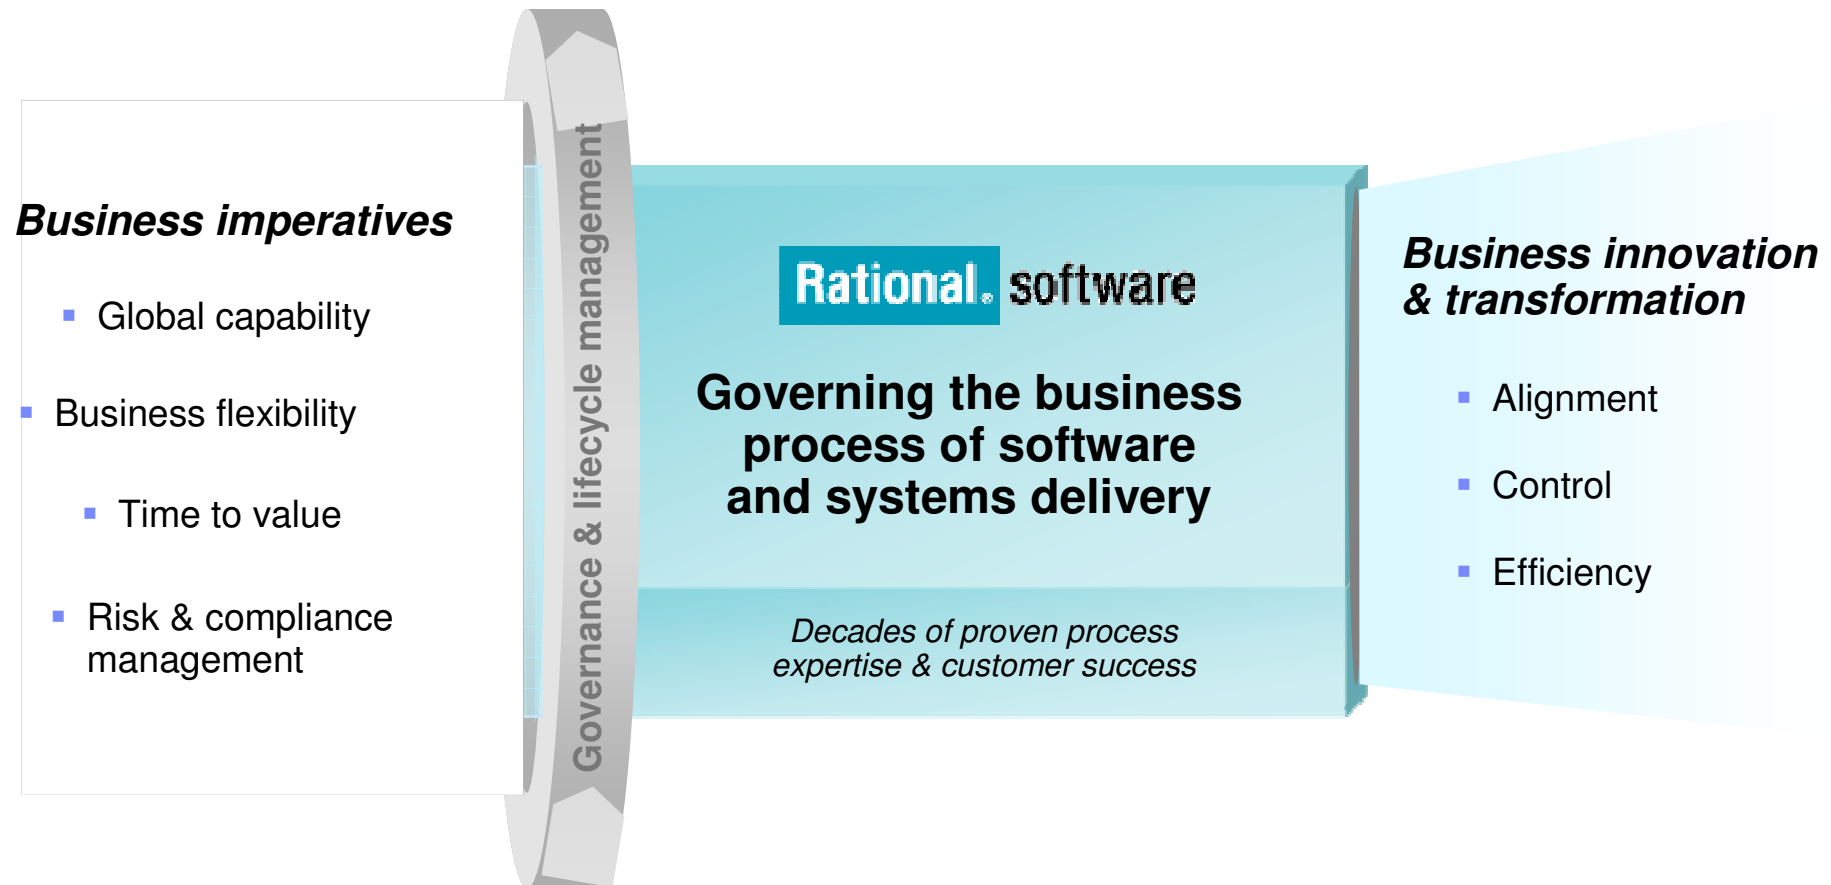 Business imperatives
Global capability
Business flexibility
Time to value
Risk & compliance
management
Governance & lifecycle management
Rational. software
Governing the business
process of software
and systems delivery
Decades of proven process
expertise & customer success
Business innovation
& transformation
Alignment
Control
Efficiency